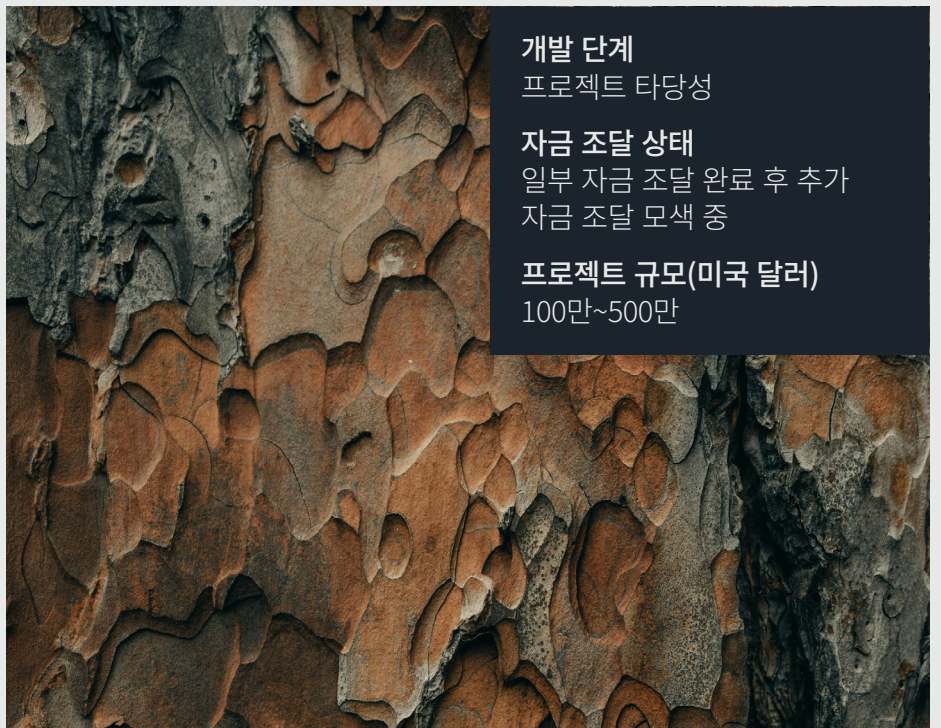 개발 단계
프로젝트 타당성
자금 조달 상태
일부 자금 조달 완료 후 추가
자금 조달 모색 중
프로젝트 규모(미국 달러)
100만~500만